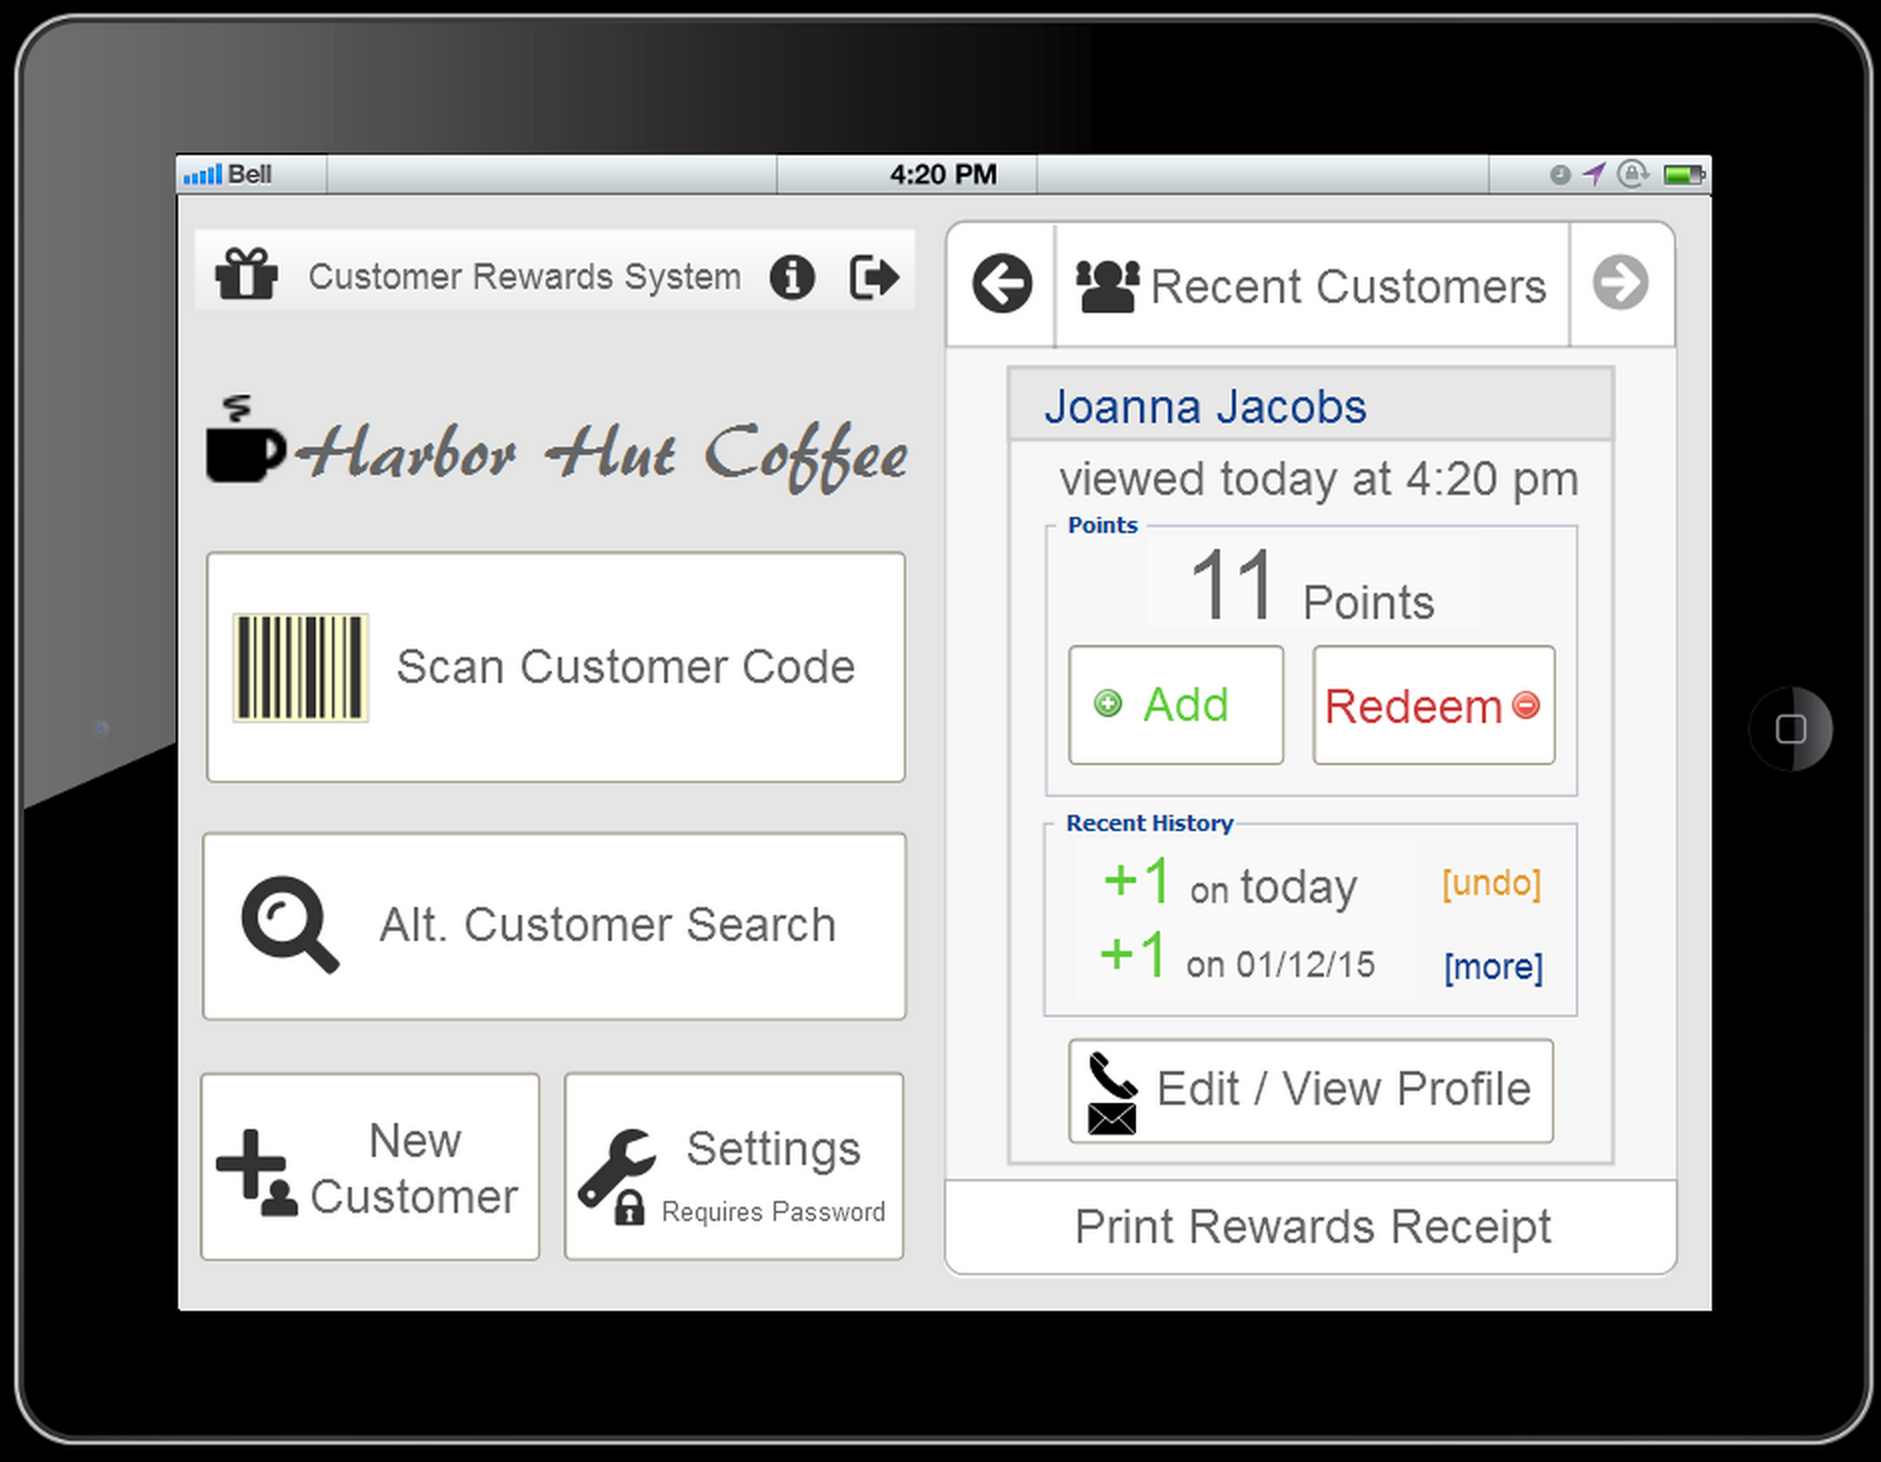 Bell
4:20 PM
Customer Rewards System
Harbor Hut Coffee
Scan Customer Code
Alt. Customer Search
New
Customer
Settings
Requires Password
Recent Customers
Joanna Jacobs
viewed today at 4:20 pm
Points
11 Points
Add
Redeem
Recent History
+1 on today [undo]
+1 on 01/12/15 [more]
Edit / View Profile
Print Rewards Receipt